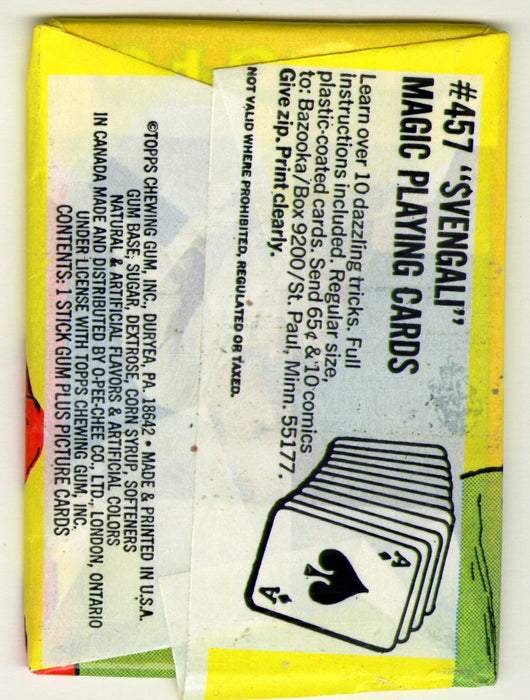 #457 "SVENGALI"
MAGIC PLAYING CARDS
Learn over 10 dazzling tricks. Full
instructions included. Regular size,
plastic-coated cards. Send 65¢ & 10 comics
to: Bazooka/Box 9200/St. Paul, Minn. 55177.
Give zip. Print clearly.
NOT VALID WHERE PROHIBITED, REGULATED OR TAXED.
A
A
©TOPPS CHEWING GUM, INC., DURYEA, PA. 18642 • MADE & PRINTED IN U.S.A.
GUM BASE, SUGAR, DEXTROSE, CORN SYRUP, SOFTENERS
NATURAL & ARTIFICIAL FLAVORS & ARTIFICIAL COLORS
IN CANADA MADE AND DISTRIBUTED BY O-PEE-CHEE CO., LTD., LONDON, ONTARIO
UNDER LICENSE WITH TOPPS CHEWING GUM, INC.
CONTENTS: 1 STICK GUM PLUS PICTURE CARDS